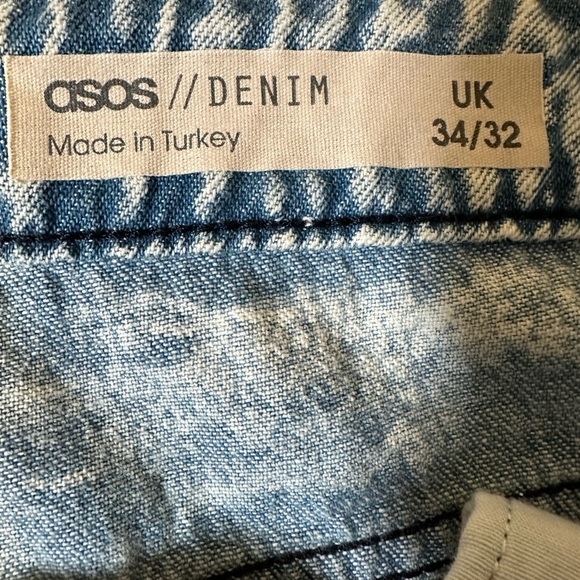 asos // DENIM
Made in Turkey
UK
34/32